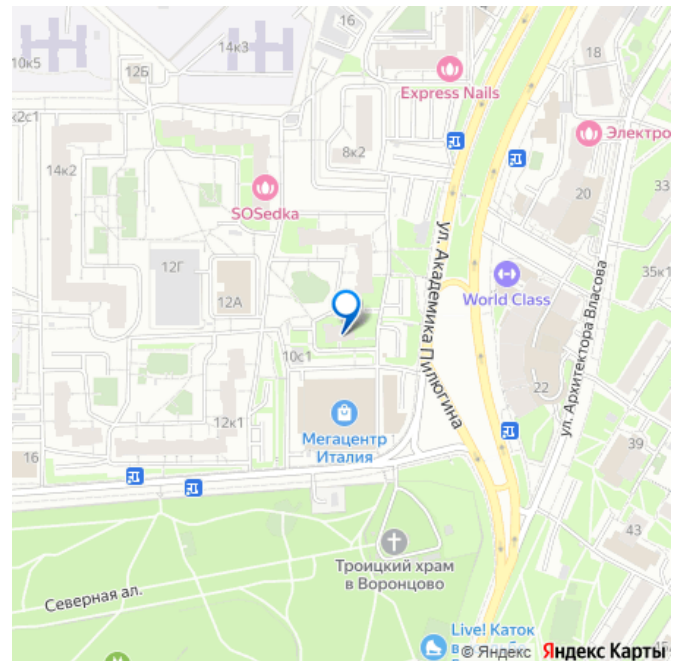 16
18
14к3
10к5
12Б
Express Nails
Электро
к2с1
8к2
14к2
33
20
SOSedka
ул. Академика Пилюгина
12Г
35к1
World Class
12А
ул. Архитектора Власова
10с1
22
12к1
Мегацентр
Италия
39
16
43
Троицкий храм
в Воронцово
Северная ал.
Live! Каток
© Яндекс Яндекс Карты